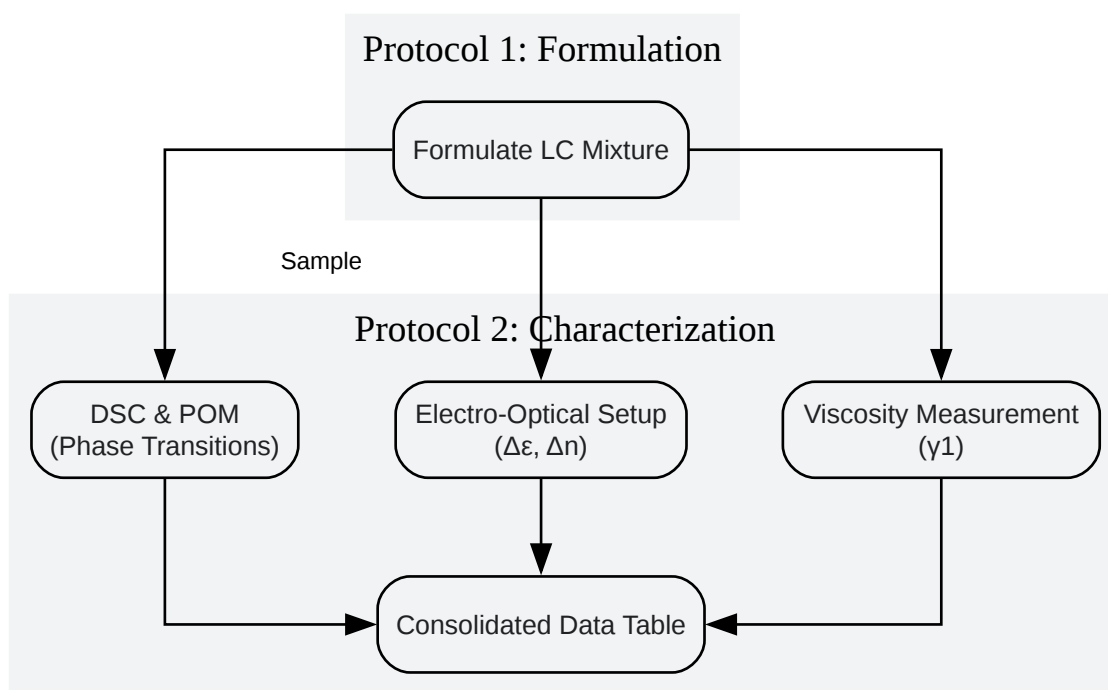 Protocol 1: Formulation
Formulate LC Mixture
Sample
Protocol 2: Characterization
DSC & POM
(Phase Transitions)
Electro-Optical Setup
(Δε, Δn)
Viscosity Measurement
(γ1)
Consolidated Data Table